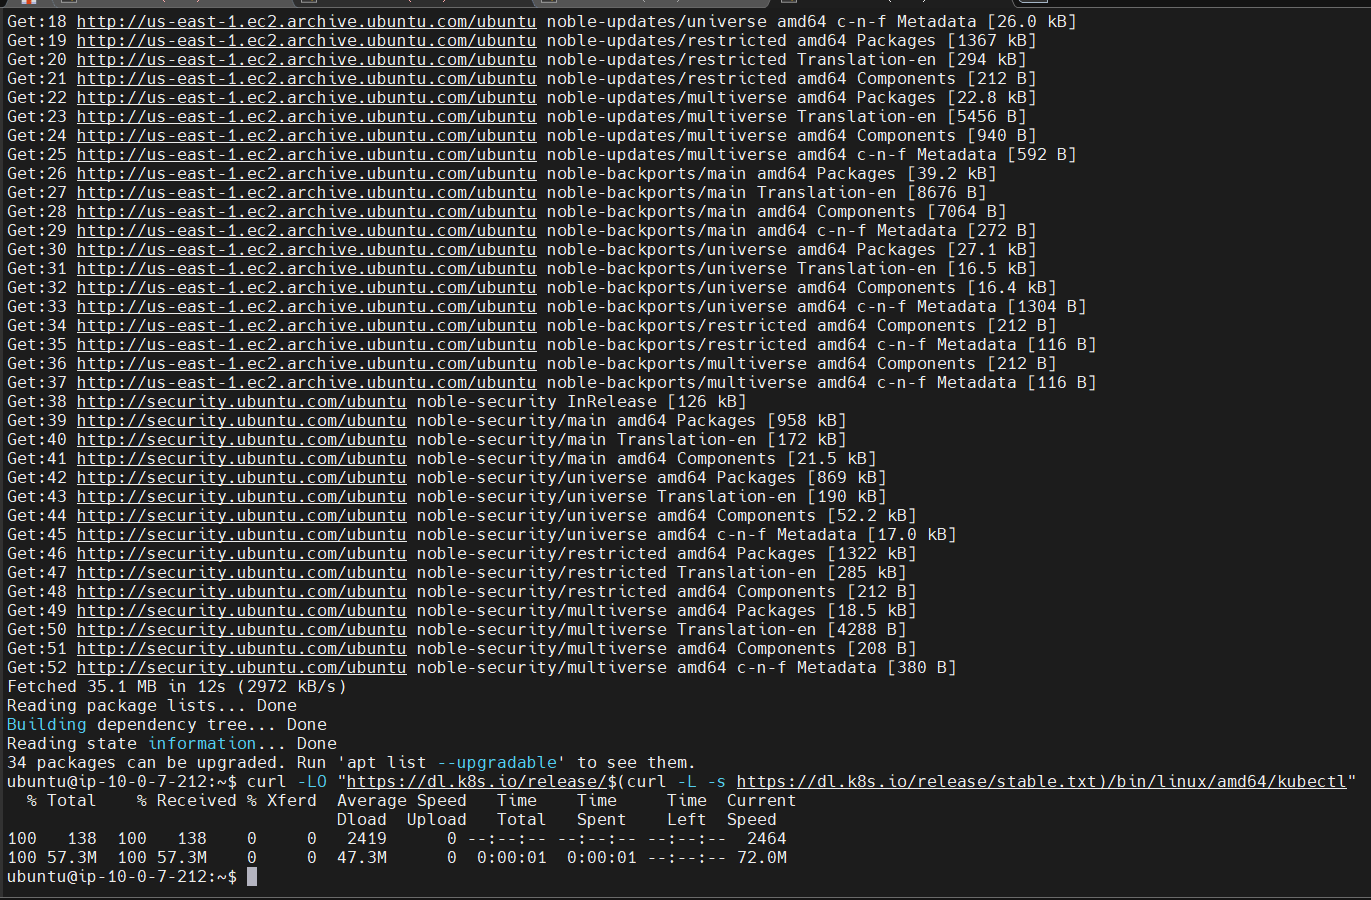 Get:18 http://us-east-1.ec2.archive.ubuntu.com/ubuntu noble-updates/universe amd64 c-n-f Metadata [26.0 kB]
Get:19 http://us-east-1.ec2.archive.ubuntu.com/ubuntu noble-updates/restricted amd64 Packages [1367 kB]
Get:20 http://us-east-1.ec2.archive.ubuntu.com/ubuntu noble-updates/restricted Translation-en [294 kB]
Get:21 http://us-east-1.ec2.archive.ubuntu.com/ubuntu noble-updates/restricted amd64 Components [212 B]
Get:22 http://us-east-1.ec2.archive.ubuntu.com/ubuntu noble-updates/multiverse amd64 Packages [22.8 kB]
Get:23 http://us-east-1.ec2.archive.ubuntu.com/ubuntu noble-updates/multiverse Translation-en [5456 B]
Get:24 http://us-east-1.ec2.archive.ubuntu.com/ubuntu noble-updates/multiverse amd64 Components [940 B]
Get:25 http://us-east-1.ec2.archive.ubuntu.com/ubuntu noble-updates/multiverse amd64 c-n-f Metadata [592 B]
Get:26 http://us-east-1.ec2.archive.ubuntu.com/ubuntu noble-backports/main amd64 Packages [39.2 kB]
Get:27 http://us-east-1.ec2.archive.ubuntu.com/ubuntu noble-backports/main Translation-en [8676 B]
Get:28 http://us-east-1.ec2.archive.ubuntu.com/ubuntu noble-backports/main amd64 Components [7064 B]
Get:29 http://us-east-1.ec2.archive.ubuntu.com/ubuntu noble-backports/main amd64 c-n-f Metadata [272 B]
Get:30 http://us-east-1.ec2.archive.ubuntu.com/ubuntu noble-backports/universe amd64 Packages [27.1 kB]
Get:31 http://us-east-1.ec2.archive.ubuntu.com/ubuntu noble-backports/universe Translation-en [16.5 kB]
Get:32 http://us-east-1.ec2.archive.ubuntu.com/ubuntu noble-backports/universe amd64 Components [16.4 kB]
Get:33 http://us-east-1.ec2.archive.ubuntu.com/ubuntu noble-backports/universe amd64 c-n-f Metadata [1304 B]
Get:34 http://us-east-1.ec2.archive.ubuntu.com/ubuntu noble-backports/restricted amd64 Components [212 B]
Get:35 http://us-east-1.ec2.archive.ubuntu.com/ubuntu noble-backports/restricted amd64 c-n-f Metadata [116 B]
Get:36 http://us-east-1.ec2.archive.ubuntu.com/ubuntu noble-backports/multiverse amd64 Components [212 B]
Get:37 http://us-east-1.ec2.archive.ubuntu.com/ubuntu noble-backports/multiverse amd64 c-n-f Metadata [116 B]
Get:38 http://security.ubuntu.com/ubuntu noble-security InRelease [126 kB]
Get:39 http://security.ubuntu.com/ubuntu noble-security/main amd64 Packages [958 kB]
Get:40 http://security.ubuntu.com/ubuntu noble-security/main Translation-en [172 kB]
Get:41 http://security.ubuntu.com/ubuntu noble-security/main amd64 Components [21.5 kB]
Get:42 http://security.ubuntu.com/ubuntu noble-security/universe amd64 Packages [869 kB]
Get:43 http://security.ubuntu.com/ubuntu noble-security/universe Translation-en [190 kB]
Get:44 http://security.ubuntu.com/ubuntu noble-security/universe amd64 Components [52.2 kB]
Get:45 http://security.ubuntu.com/ubuntu noble-security/universe amd64 c-n-f Metadata [17.0 kB]
Get:46 http://security.ubuntu.com/ubuntu noble-security/restricted amd64 Packages [1322 kB]
Get:47 http://security.ubuntu.com/ubuntu noble-security/restricted Translation-en [285 kB]
Get:48 http://security.ubuntu.com/ubuntu noble-security/restricted amd64 Components [212 B]
Get:49 http://security.ubuntu.com/ubuntu noble-security/multiverse amd64 Packages [18.5 kB]
Get:50 http://security.ubuntu.com/ubuntu noble-security/multiverse Translation-en [4288 B]
Get:51 http://security.ubuntu.com/ubuntu noble-security/multiverse amd64 Components [208 B]
Get:52 http://security.ubuntu.com/ubuntu noble-security/multiverse amd64 c-n-f Metadata [380 B]
Fetched 35.1 MB in 12s (2972 kB/s)
Reading package lists... Done
Building dependency tree... Done
Reading state information... Done
34 packages can be upgraded. Run 'apt list --upgradable' to see them.
ubuntu@ip-10-0-7-212:~$ curl -LO "https://dl.k8s.io/release/$(curl -L -s https://dl.k8s.io/release/stable.txt)/bin/linux/amd64/kubectl"
  % Total    % Received % Xferd  Average Speed   Time    Time     Time  Current
                                 Dload  Upload   Total   Spent    Left  Speed
100   138  100   138    0     0   2419      0 --:--:-- --:--:-- --:--:--  2464
100 57.3M  100 57.3M    0     0  47.3M      0  0:00:01  0:00:01 --:--:-- 72.0M
ubuntu@ip-10-0-7-212:~$